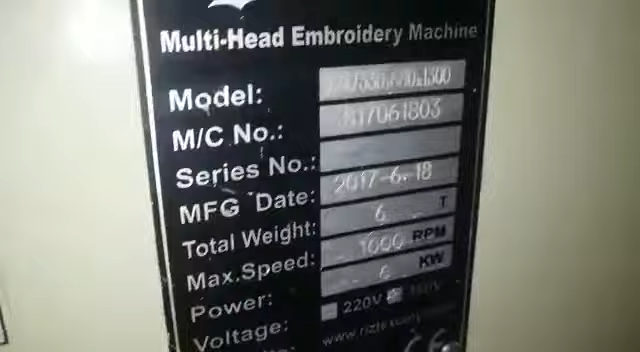 Multi-Head Embroidery Machine
Model:
M/C No.: 17061803
Series No.:
MFG Date: 2017-6-18
Total Weight: 6 T
Max.Speed: 1000 RPM
Power: 6 KW
Voltage: 220V